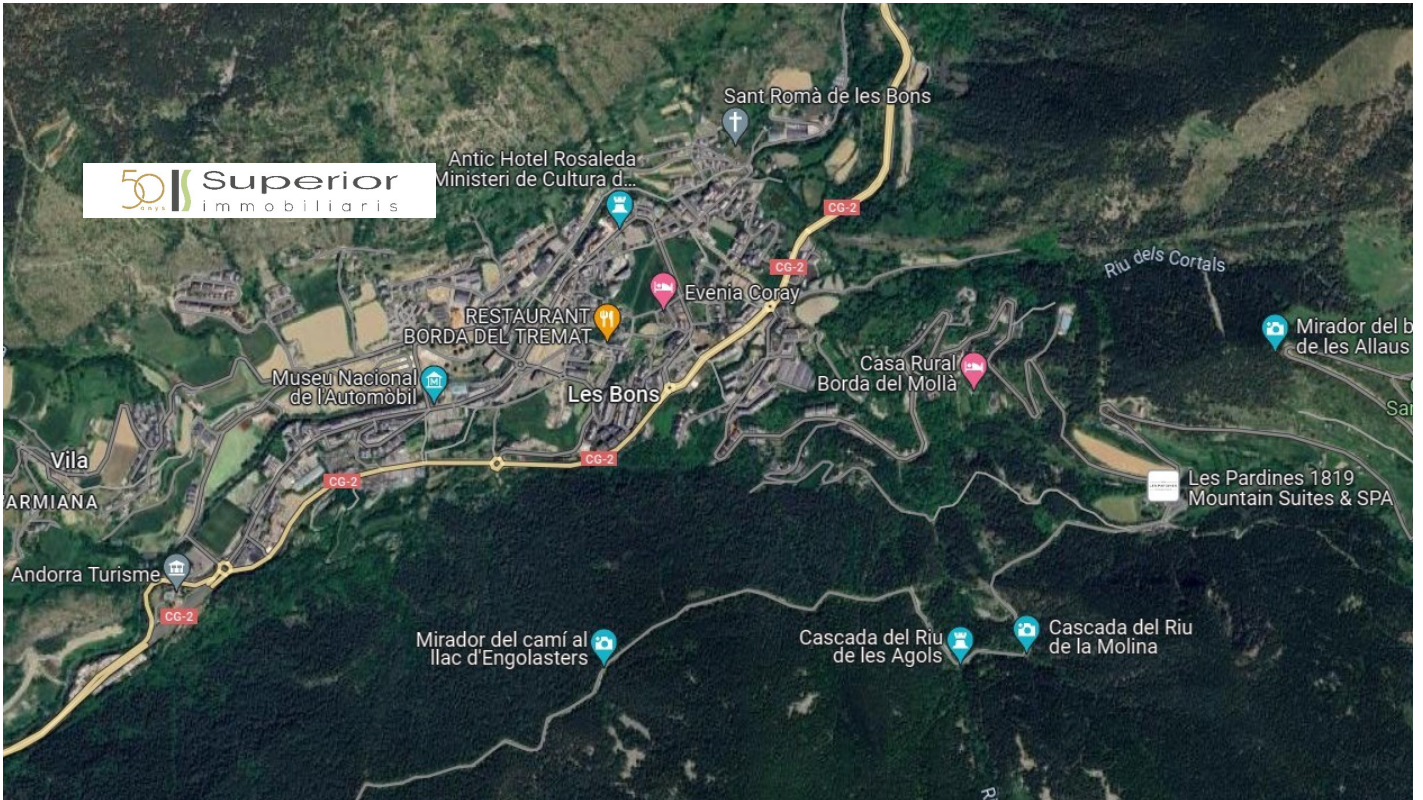 Sant Romà de les Bons
Antic Hotel Rosaleda
Ministeri de Cultura d...
50 Superior
anys immobiliaris
CG-2
Riu dels Cortals
CG-2
Evenia Coray
RESTAURANT
BORDA DEL TREMAT
Mirador del b
de les Allaus
Casa Rural
Borda del Mollà
Museu Nacional
de l'Automòbil
Les Bons
Sar
Vila
CG-2
CG-2
ARMIANA
Les Pardines 1819
Mountain Suites & SPA
Andorra Turisme
CG-2
Mirador del camí al
llac d'Engolasters
Cascada del Riu
de les Agols
Cascada del Riu
de la Molina
Ri